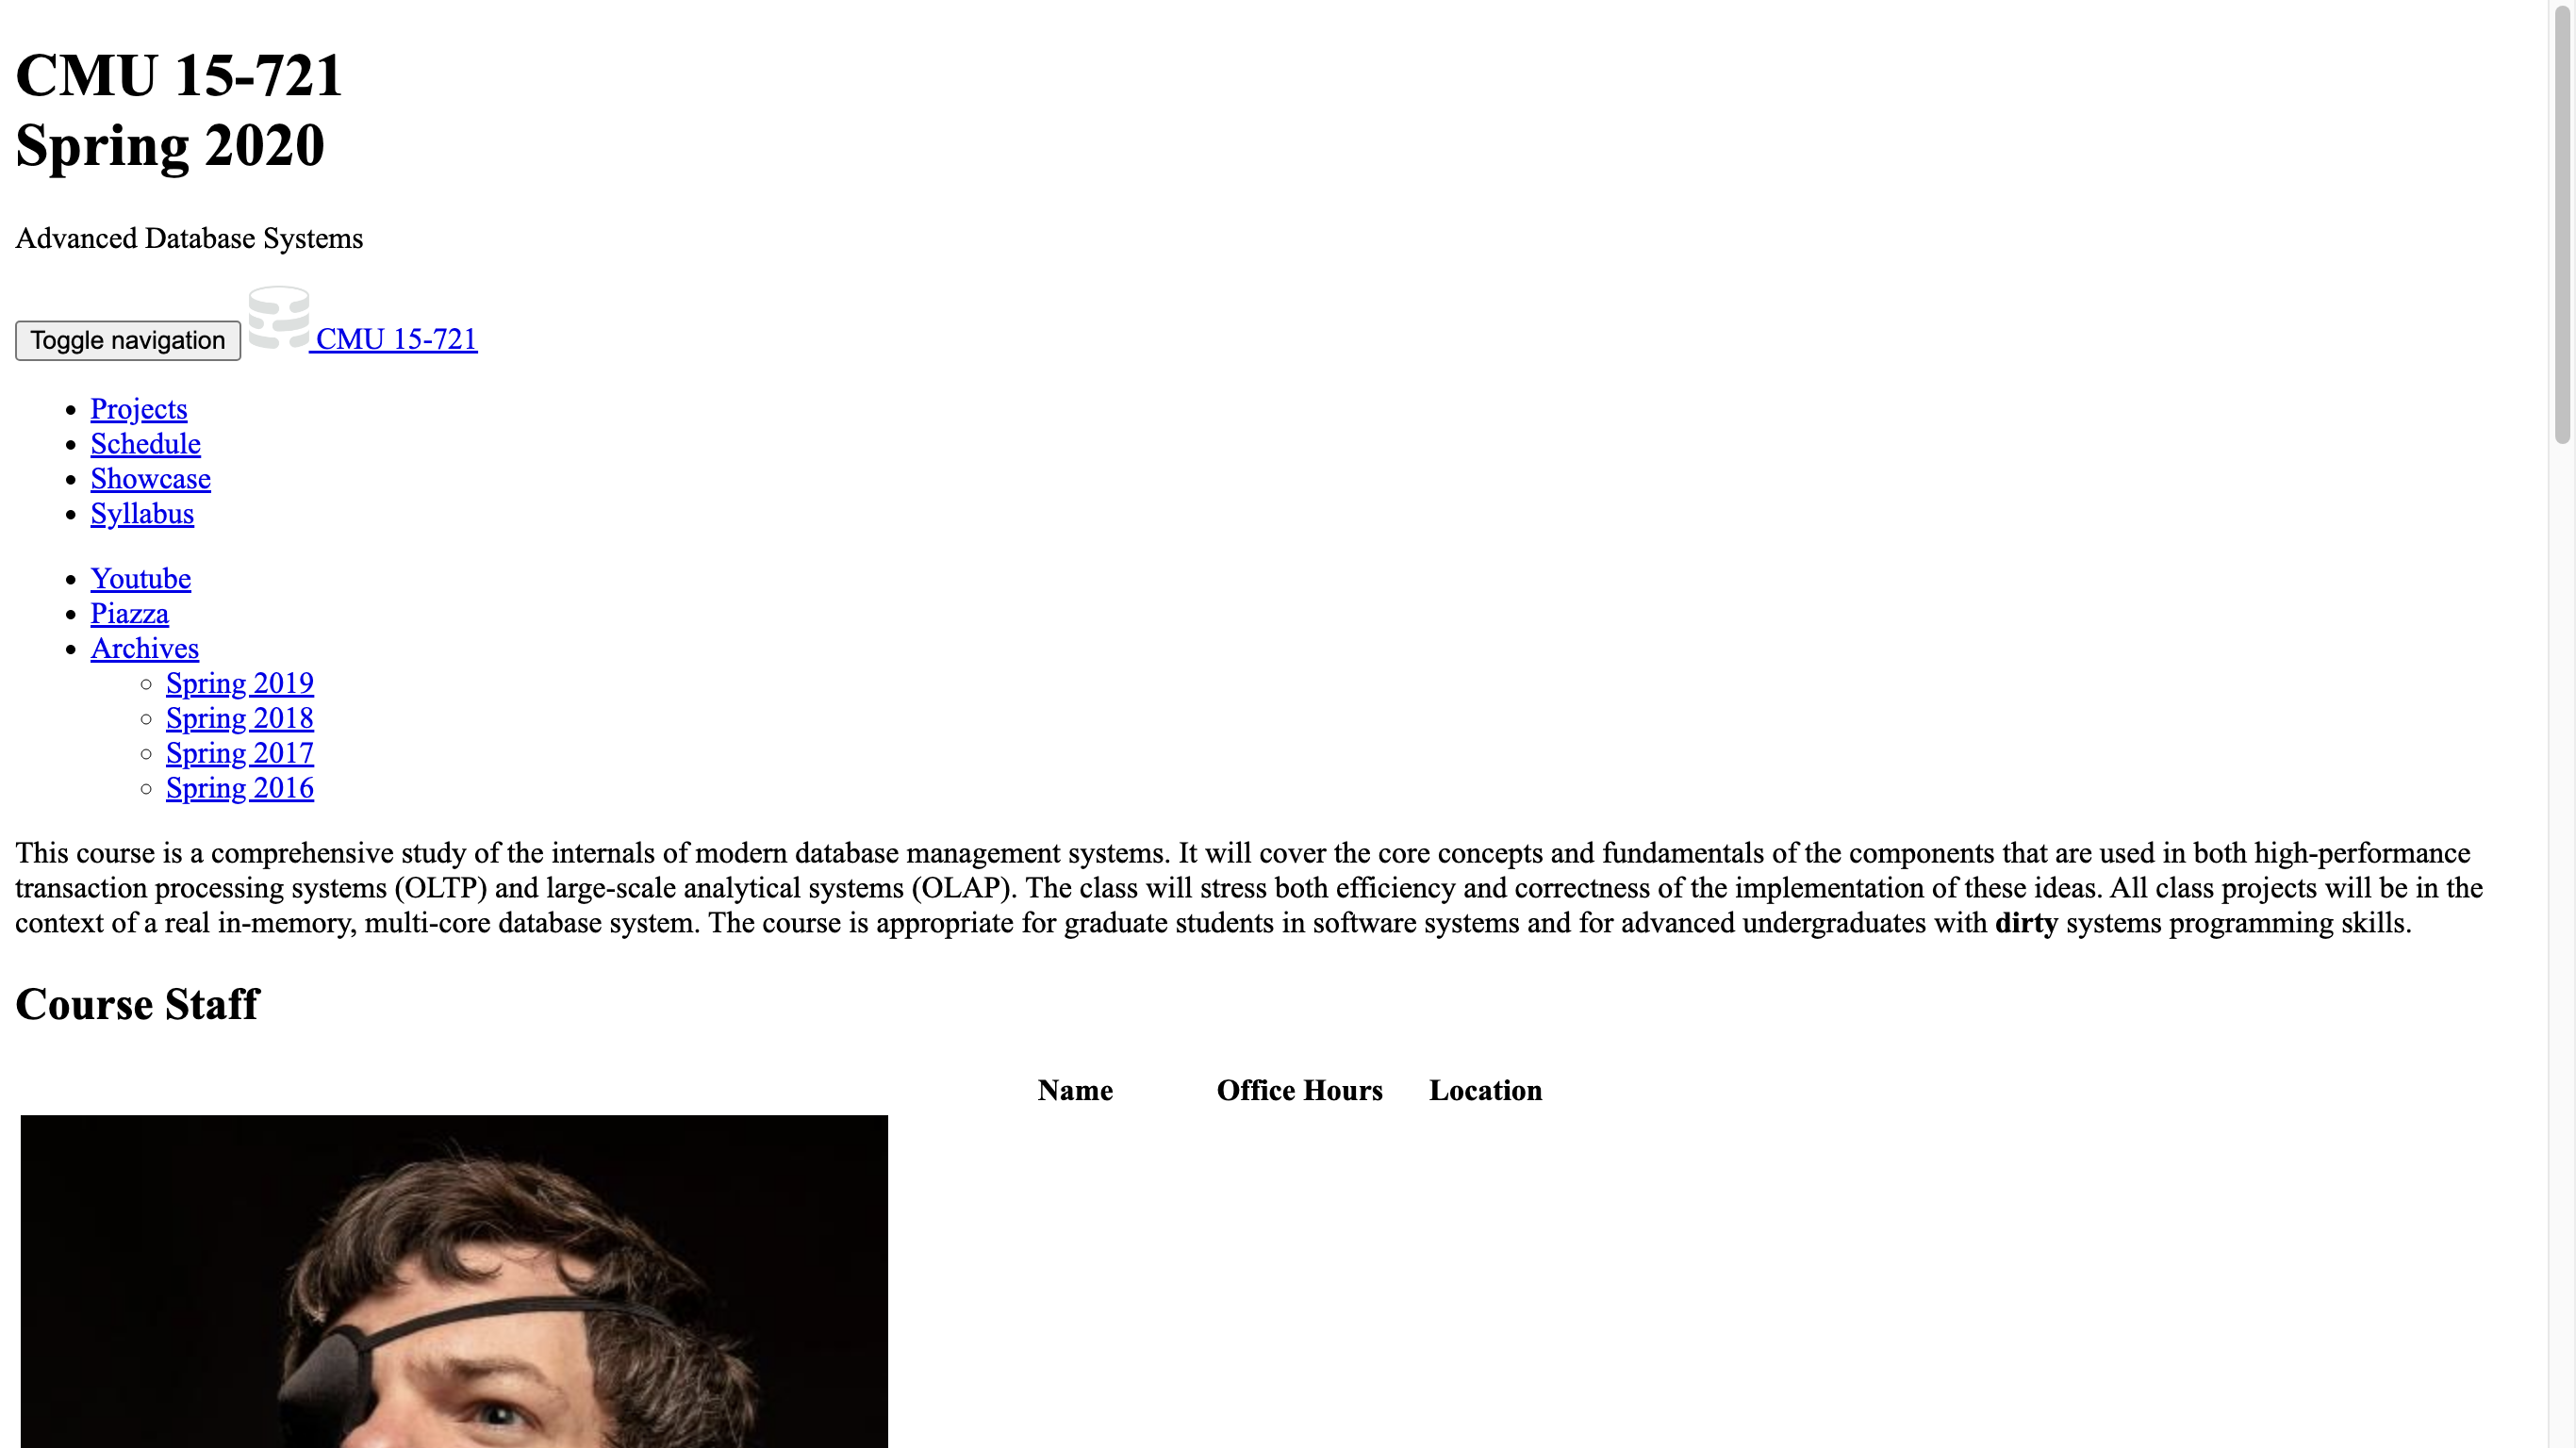 CMU 15-721
Spring 2020
Advanced Database Systems
Toggle navigation CMU 15-721
Projects
Schedule
Showcase
Syllabus
Youtube
Piazza
Archives
Spring 2019
Spring 2018
Spring 2017
Spring 2016
This course is a comprehensive study of the internals of modern database management systems. It will cover the core concepts and fundamentals of the components that are used in both high-performance
transaction processing systems (OLTP) and large-scale analytical systems (OLAP). The class will stress both efficiency and correctness of the implementation of these ideas. All class projects will be in the
context of a real in-memory, multi-core database system. The course is appropriate for graduate students in software systems and for advanced undergraduates with dirty systems programming skills.
Course Staff
Name Office Hours Location